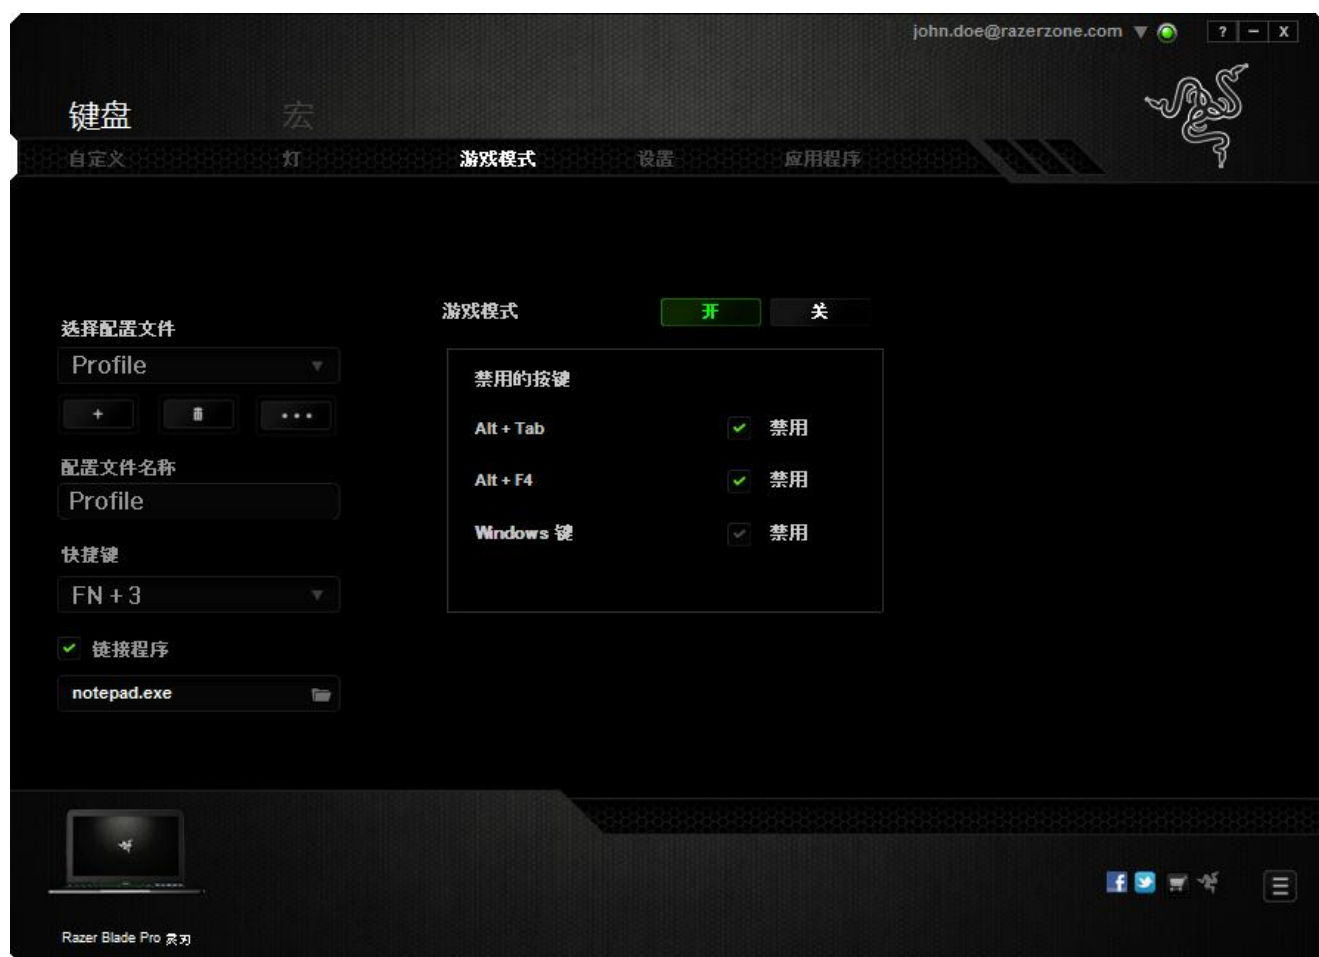 john.doe@razerzone.com
? - X
键盘 宏
自定义 灯 游戏模式 设置 应用程序
游戏模式 开 关
选择配置文件
Profile
禁用的按键
Alt + Tab 禁用
配置文件名称
Alt + F4 禁用
Profile
Windows 键 禁用
快捷键
FN + 3
链接程序
notepad.exe
Razer Blade Pro 灵刃